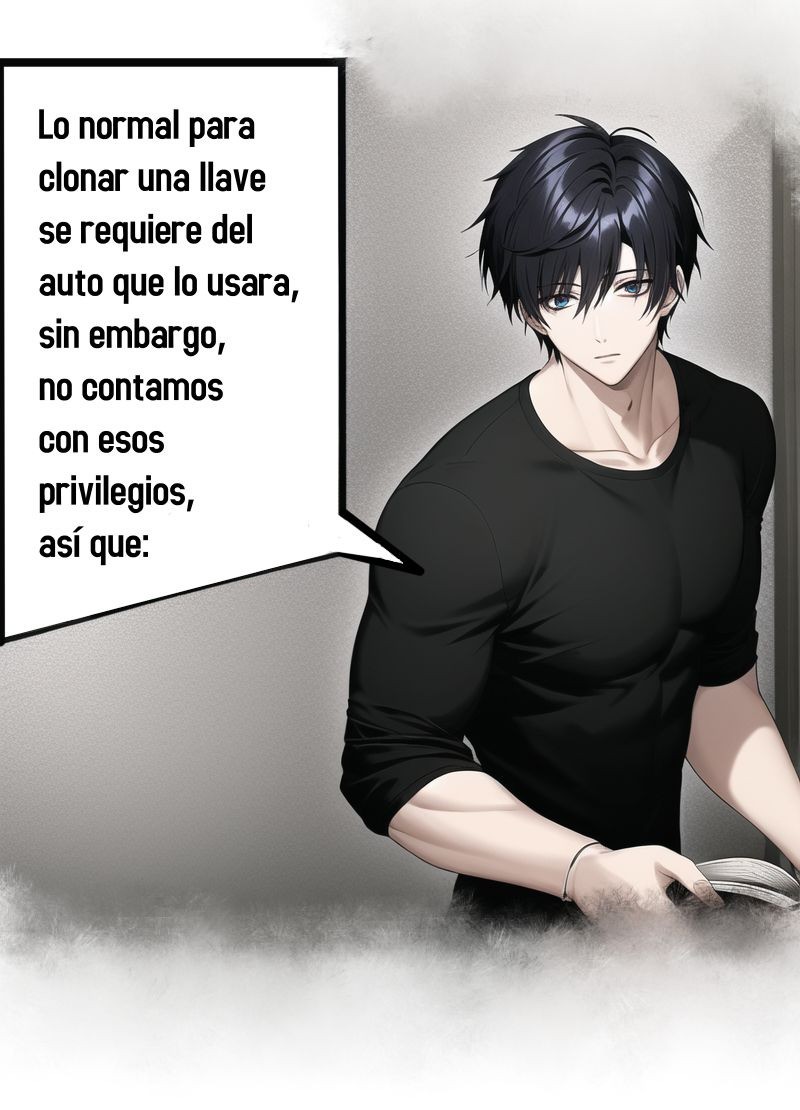 Lo normal para
clonar una llave
se requiere del
auto que lo usara,
sin embargo,
no contamos
con esos
privilegios,
así que: